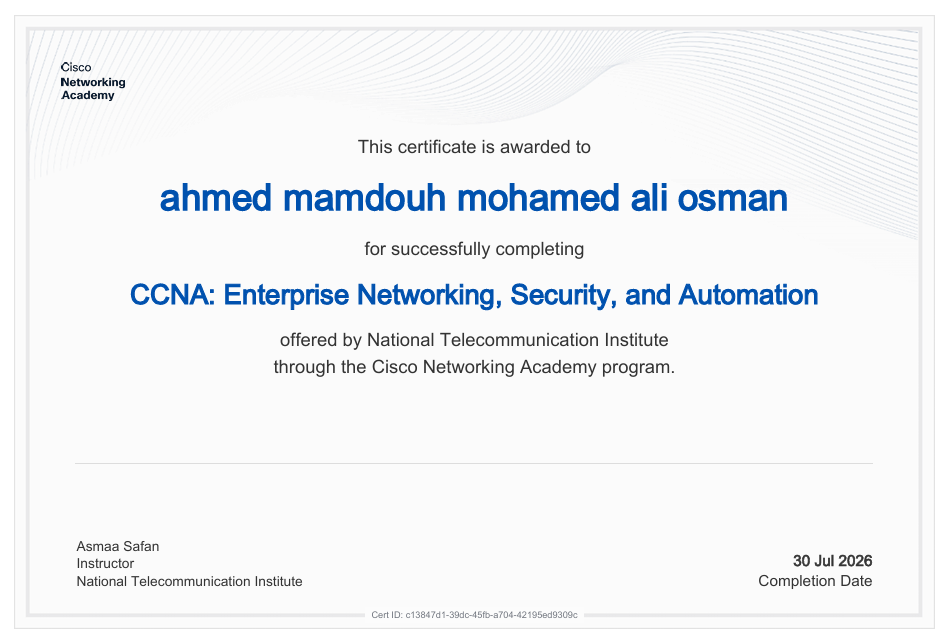 Cisco
Networking
Academy
This certificate is awarded to
ahmed mamdouh mohamed ali osman
for successfully completing
CCNA: Enterprise Networking, Security, and Automation
offered by National Telecommunication Institute
through the Cisco Networking Academy program.
Asmaa Safan
Instructor
National Telecommunication Institute
30 Jul 2026
Completion Date
Cert ID: c13847d1-39dc-45fb-a704-42195ed9309c